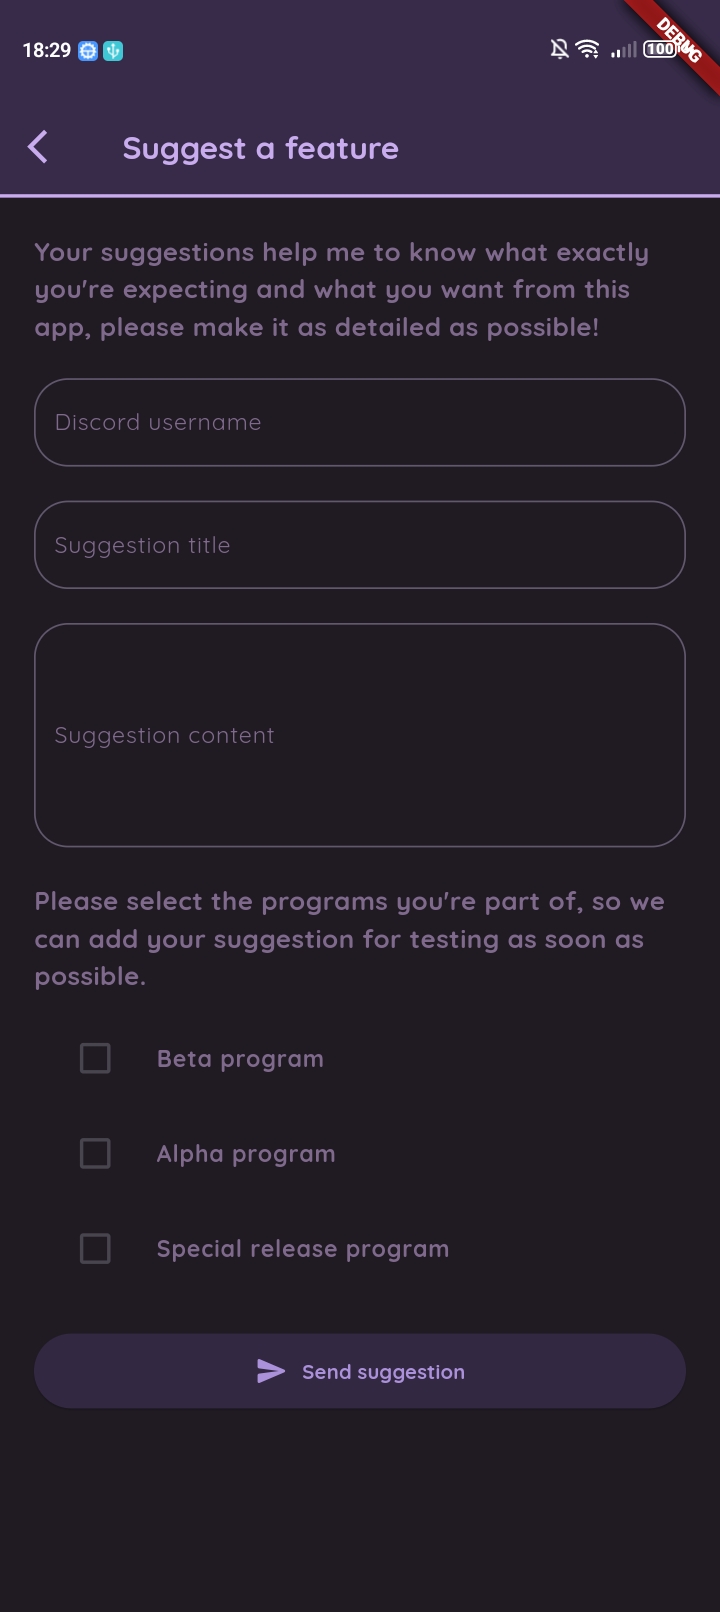 18:29
100
DEBUG
Suggest a feature
Your suggestions help me to know what exactly
you're expecting and what you want from this
app, please make it as detailed as possible!
Discord username
Suggestion title
Suggestion content
Please select the programs you're part of, so we
can add your suggestion for testing as soon as
possible.
Beta program
Alpha program
Special release program
Send suggestion